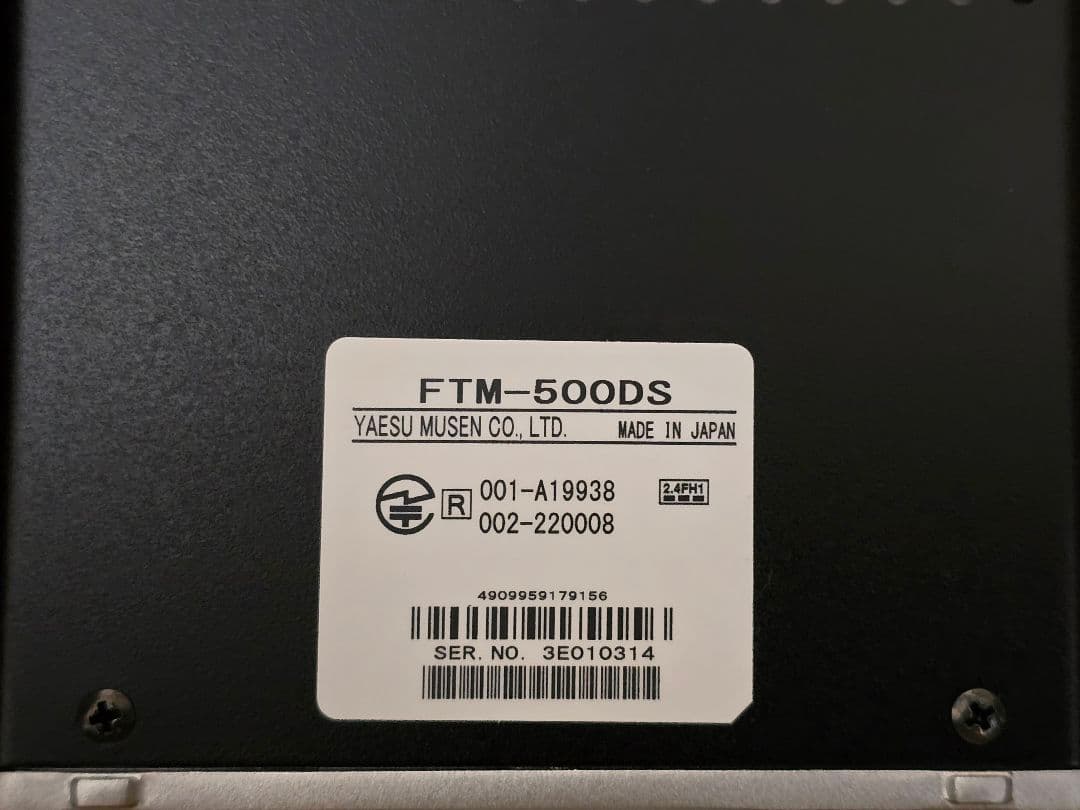 FTM-500DS
YAESU MUSEN CO., LTD. MADE IN JAPAN
R 001-A19938 2.4FH1
002-220008
4909959179156
SER. NO. 3E010314